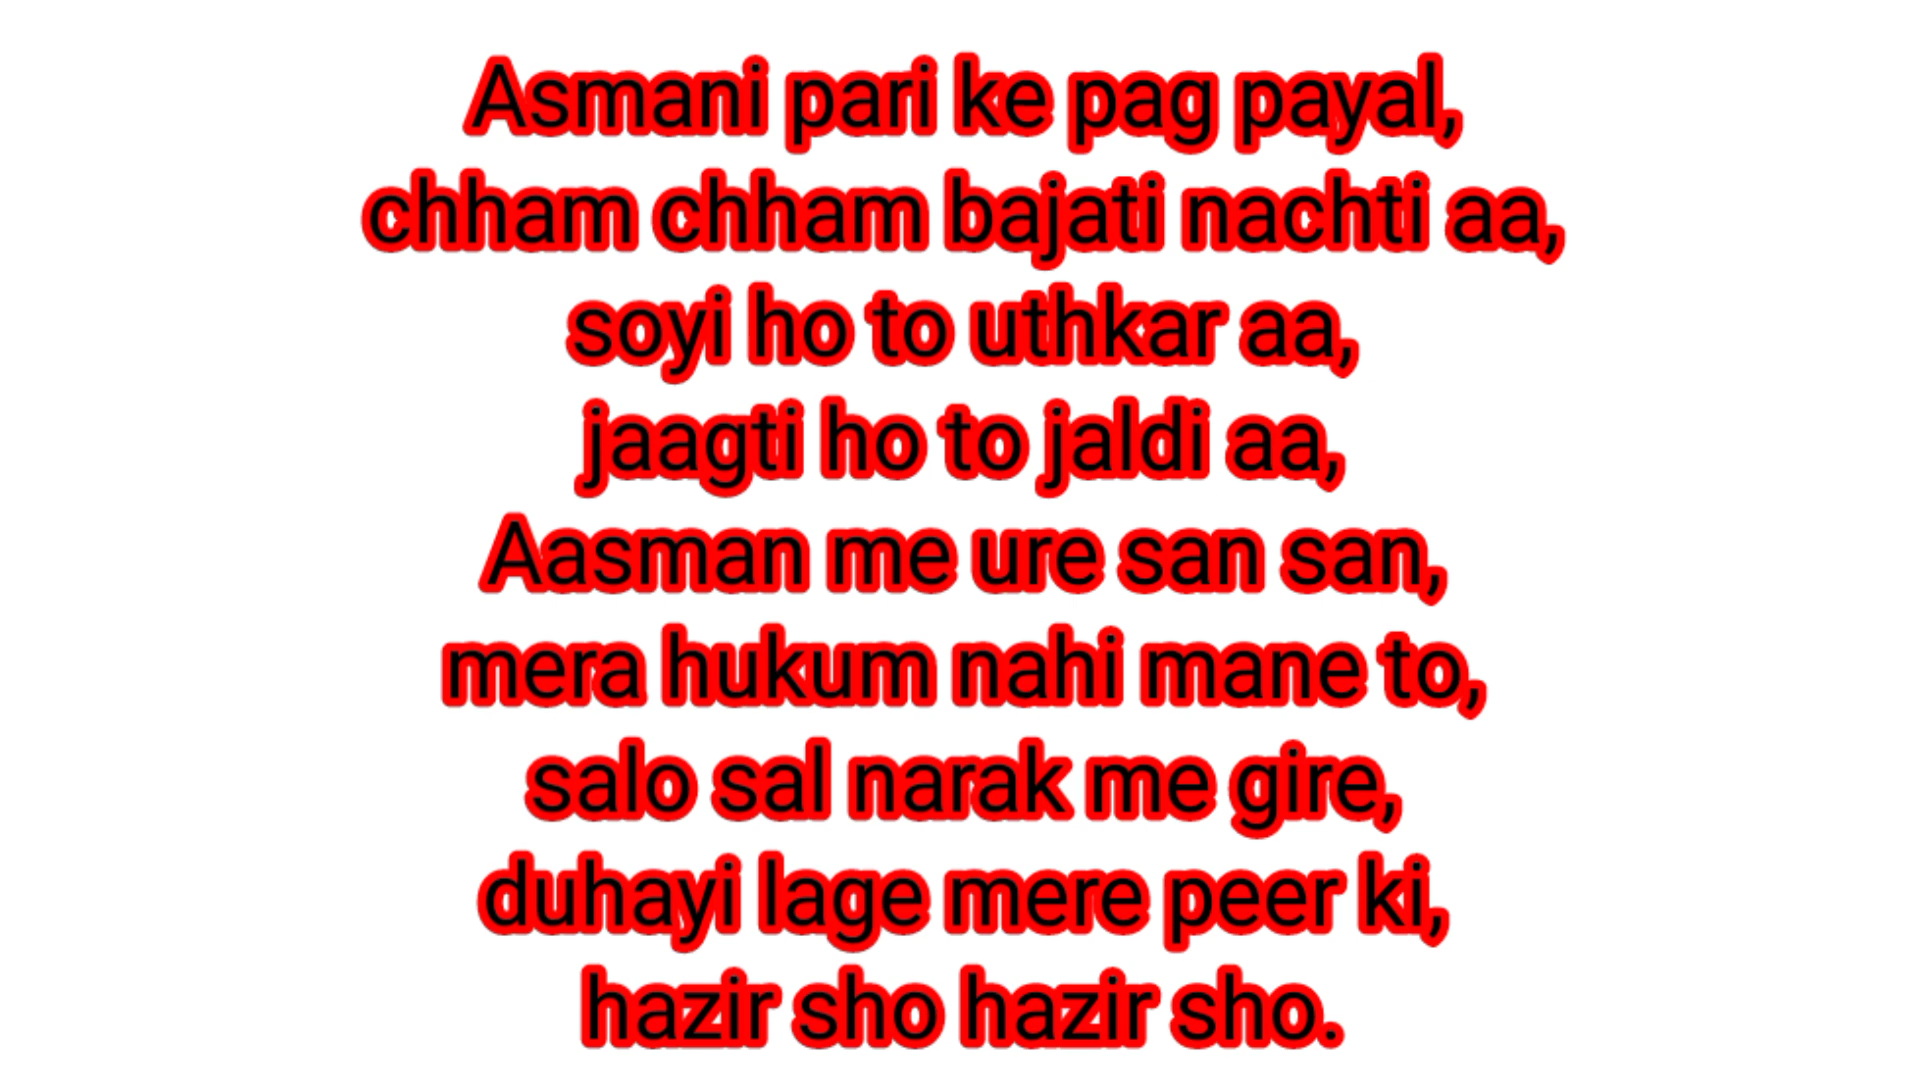 Asmani pari ke pag payal,
chham chham bajati nachti aa,
soyi ho to uthkar aa,
jaagti ho to jaldi aa,
Aasman me ure san san,
mera hukum nahi mane to,
salo sal narak me gire,
duhayi lage mere peer ki,
hazir sho hazir sho.